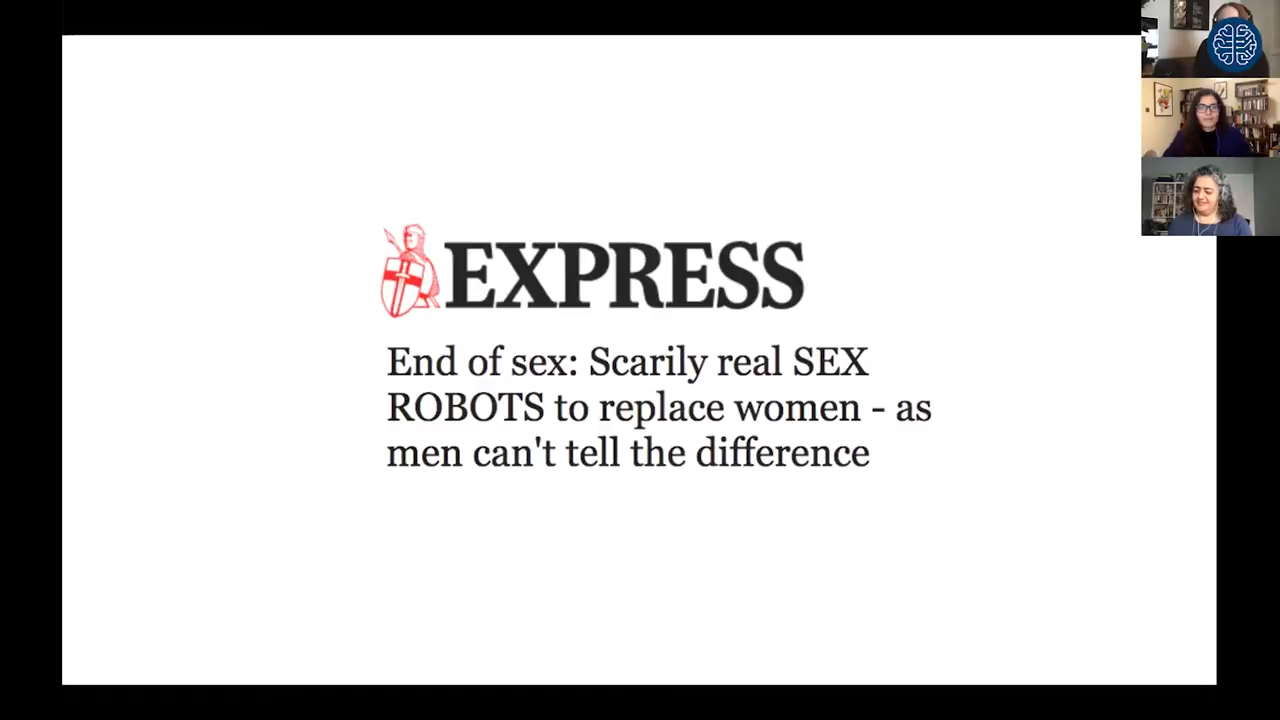 EXPRESS
End of sex: Scarily real SEX
ROBOTS to replace women - as
men can't tell the difference